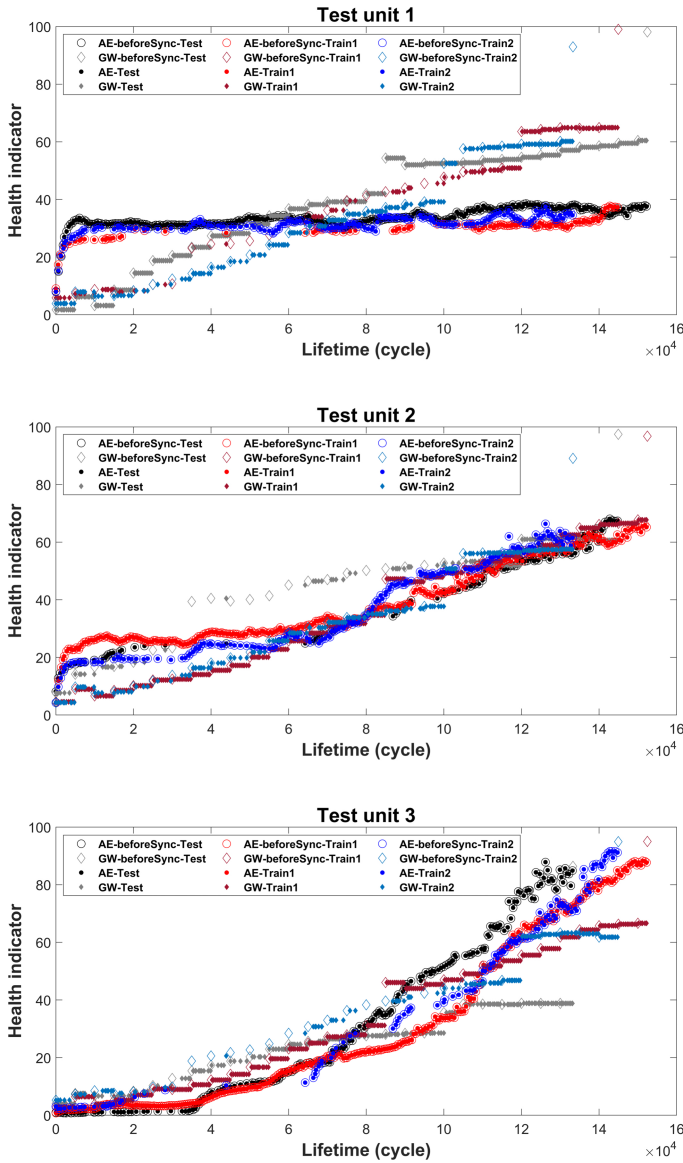 Test unit 1
100
AE-beforeSync-Test AE-beforeSync-Train1 AE-beforeSync-Train2
GW-beforeSync-Test GW-beforeSync-Train1 GW-beforeSync-Train2
AE-Test AE-Train1 AE-Train2
GW-Test GW-Train1 GW-Train2
80
60
40
20
0
Health indicator
0 2 4 6 8 10 12 14 16
Lifetime (cycle)
×10⁴
Test unit 2
100
AE-beforeSync-Test AE-beforeSync-Train1 AE-beforeSync-Train2
GW-beforeSync-Test GW-beforeSync-Train1 GW-beforeSync-Train2
AE-Test AE-Train1 AE-Train2
GW-Test GW-Train1 GW-Train2
80
60
40
20
0
Health indicator
0 2 4 6 8 10 12 14 16
Lifetime (cycle)
×10⁴
Test unit 3
100
AE-beforeSync-Test AE-beforeSync-Train1 AE-beforeSync-Train2
GW-beforeSync-Test GW-beforeSync-Train1 GW-beforeSync-Train2
AE-Test AE-Train1 AE-Train2
GW-Test GW-Train1 GW-Train2
80
60
40
20
0
Health indicator
0 2 4 6 8 10 12 14 16
Lifetime (cycle)
×10⁴